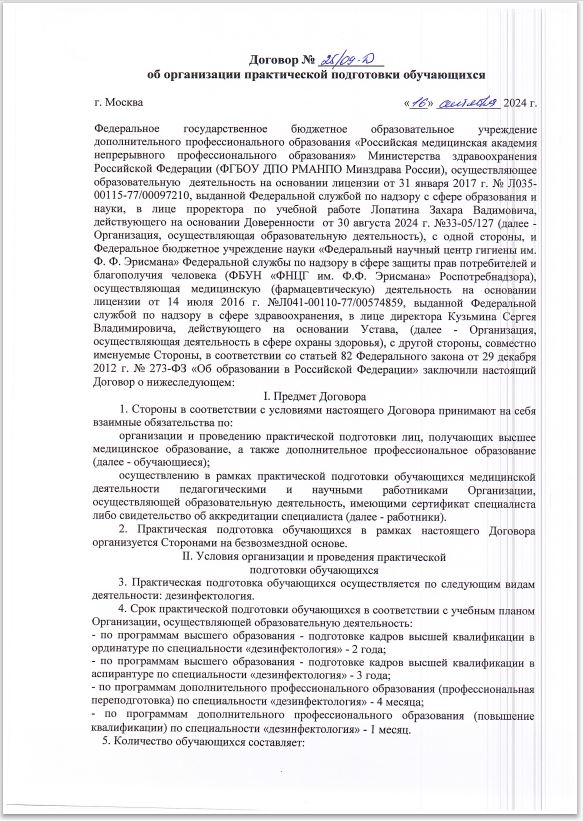 Договор № 25/09-Д
об организации практической подготовки обучающихся
г. Москва «16» сентября 2024 г.
Федеральное государственное бюджетное образовательное учреждение
дополнительного профессионального образования «Российская медицинская академия
непрерывного профессионального образования» Министерства здравоохранения
Российской Федерации (ФГБОУ ДПО РМАНПО Минздрава России), осуществляющее
образовательную деятельность на основании лицензии от 31 января 2017 г. № Л035-
00115-77/00097210, выданной Федеральной службой по надзору с сфере образования и
науки, в лице проректора по учебной работе Лопатина Захара Вадимовича,
действующего на основании Доверенности от 30 августа 2024 г. №33-05/127 (далее -
Организация, осуществляющая образовательную деятельность), с одной стороны, и
Федеральное бюджетное учреждение науки «Федеральный научный центр гигиены им.
Ф. Ф. Эрисмана» Федеральной службы по надзору в сфере защиты прав потребителей и
благополучия человека (ФБУН «ФНЦГ им. Ф.Ф. Эрисмана» Роспотребнадзора),
осуществляющая медицинскую (фармацевтическую) деятельность на основании
лицензии от 14 июля 2016 г. №Л041-00110-77/00574859, выданной Федеральной
службой по надзору в сфере здравоохранения, в лице директора Кузьмина Сергея
Владимировича, действующего на основании Устава, (далее - Организация,
осуществляющая деятельность в сфере охраны здоровья), с другой стороны, совместно
именуемые Стороны, в соответствии со статьей 82 Федерального закона от 29 декабря
2012 г. № 273-ФЗ «Об образовании в Российской Федерации» заключили настоящий
Договор о нижеследующем:
I. Предмет Договора
1. Стороны в соответствии с условиями настоящего Договора принимают на себя
взаимные обязательства по:
организации и проведению практической подготовки лиц, получающих высшее
медицинское образование, а также дополнительное профессиональное образование
(далее - обучающиеся);
осуществлению в рамках практической подготовки обучающихся медицинской
деятельности педагогическими и научными работниками Организации,
осуществляющей образовательную деятельность, имеющими сертификат специалиста
либо свидетельство об аккредитации специалиста (далее - работники).
2. Практическая подготовка обучающихся в рамках настоящего Договора
организуется Сторонами на безвозмездной основе.
II. Условия организации и проведения практической
подготовки обучающихся
3. Практическая подготовка обучающихся осуществляется по следующим видам
деятельности: дезинфектология.
4. Срок практической подготовки обучающихся в соответствии с учебным планом
Организации, осуществляющей образовательную деятельность:
- по программам высшего образования - подготовке кадров высшей квалификации в
ординатуре по специальности «дезинфектология» - 2 года;
- по программам высшего образования - подготовке кадров высшей квалификации в
аспирантуре по специальности «дезинфектология» - 3 года;
- по программам дополнительного профессионального образования (профессиональная
переподготовка) по специальности «дезинфектология» - 4 месяца;
- по программам дополнительного профессионального образования (повышение
квалификации) по специальности «дезинфектология» - 1 месяц.
5. Количество обучающихся составляет: